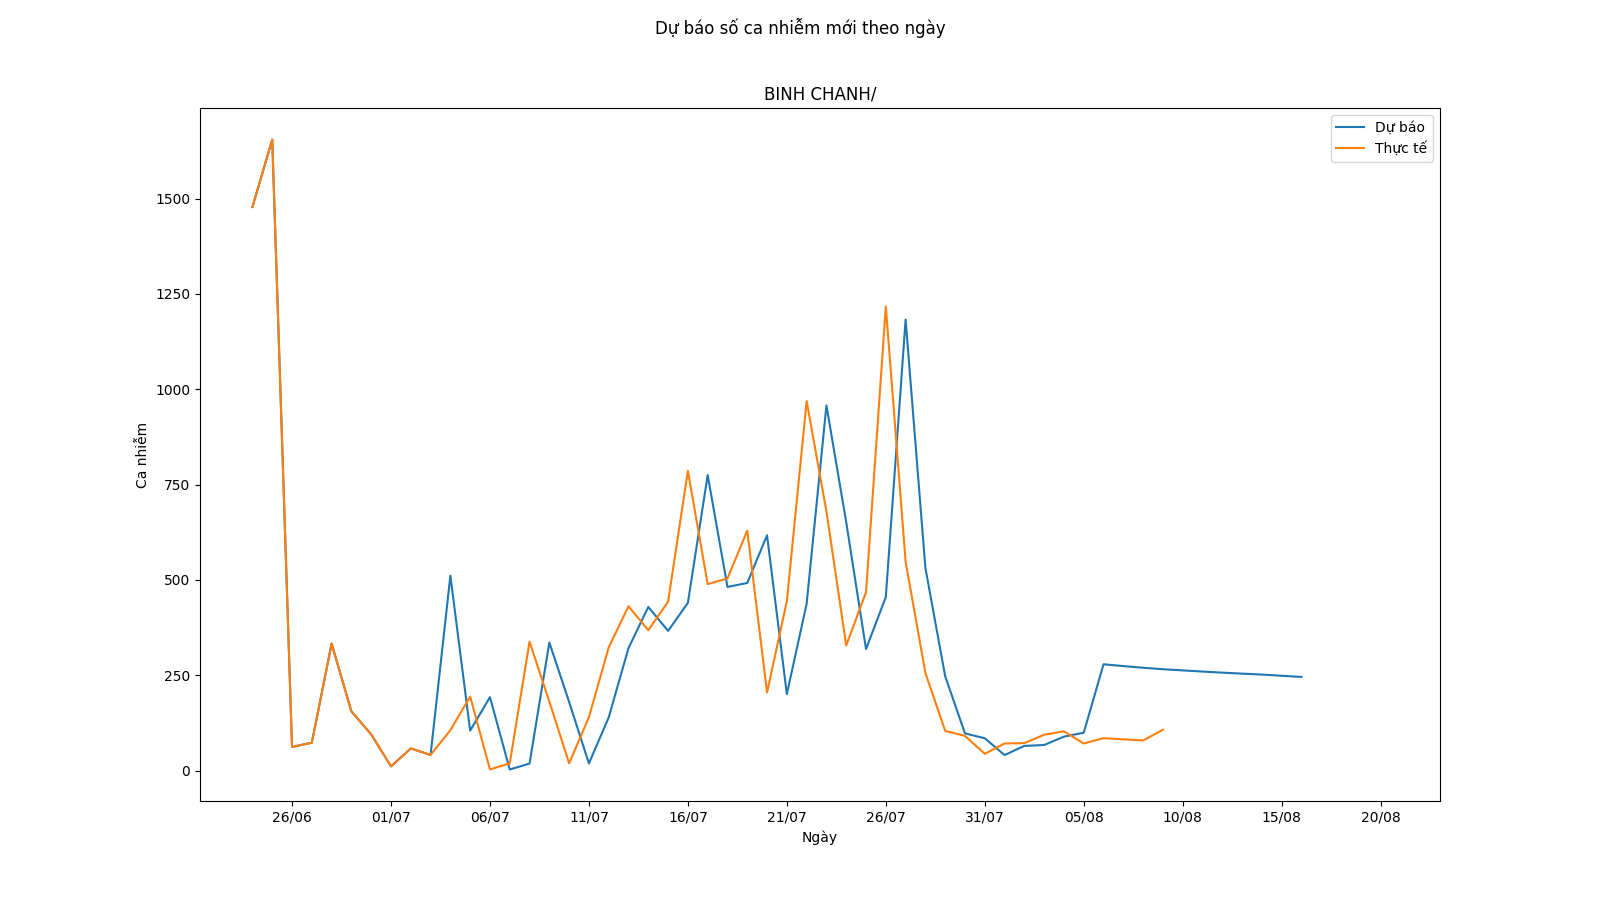 Dự báo số ca nhiễm mới theo ngày
BINH CHANH/
Dự báo
Thực tế
1500
1250
1000
750
500
250
0
Ca nhiễm
26/06 01/07 06/07 11/07 16/07 21/07 26/07 31/07 05/08 10/08 15/08 20/08
Ngày